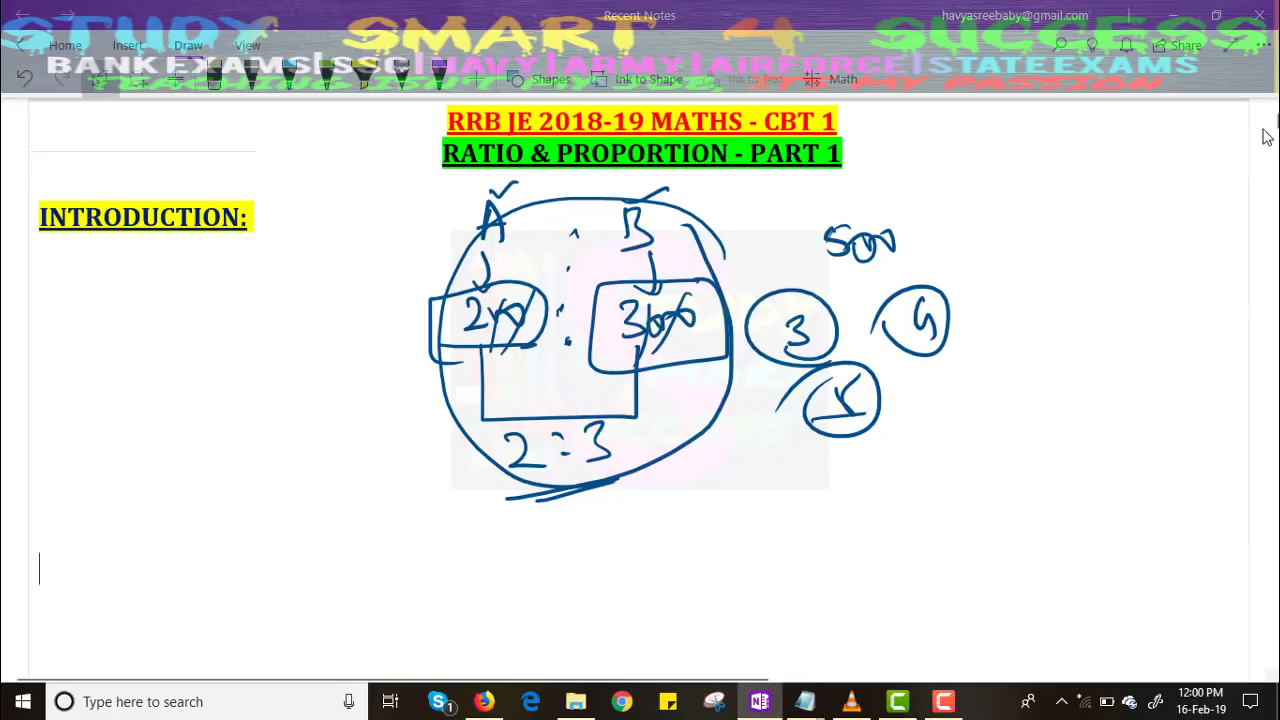 Recent Notes
havyasreebaby@gmail.com
STUDY SMART 4 SUCCESS
Home Insert Draw View
Share
BANK EXAMS|SSC|NAVY|ARMY|AIRFORCE|STATE EXAMS
Shapes Ink to Shape Ink to Text Math
RRB JE 2018-19 MATHS - CBT 1
RATIO & PROPORTION - PART 1
INTRODUCTION:
A : B
500
200 : 300
3
2 : 3
Type here to search
12:00 PM
16-Feb-19